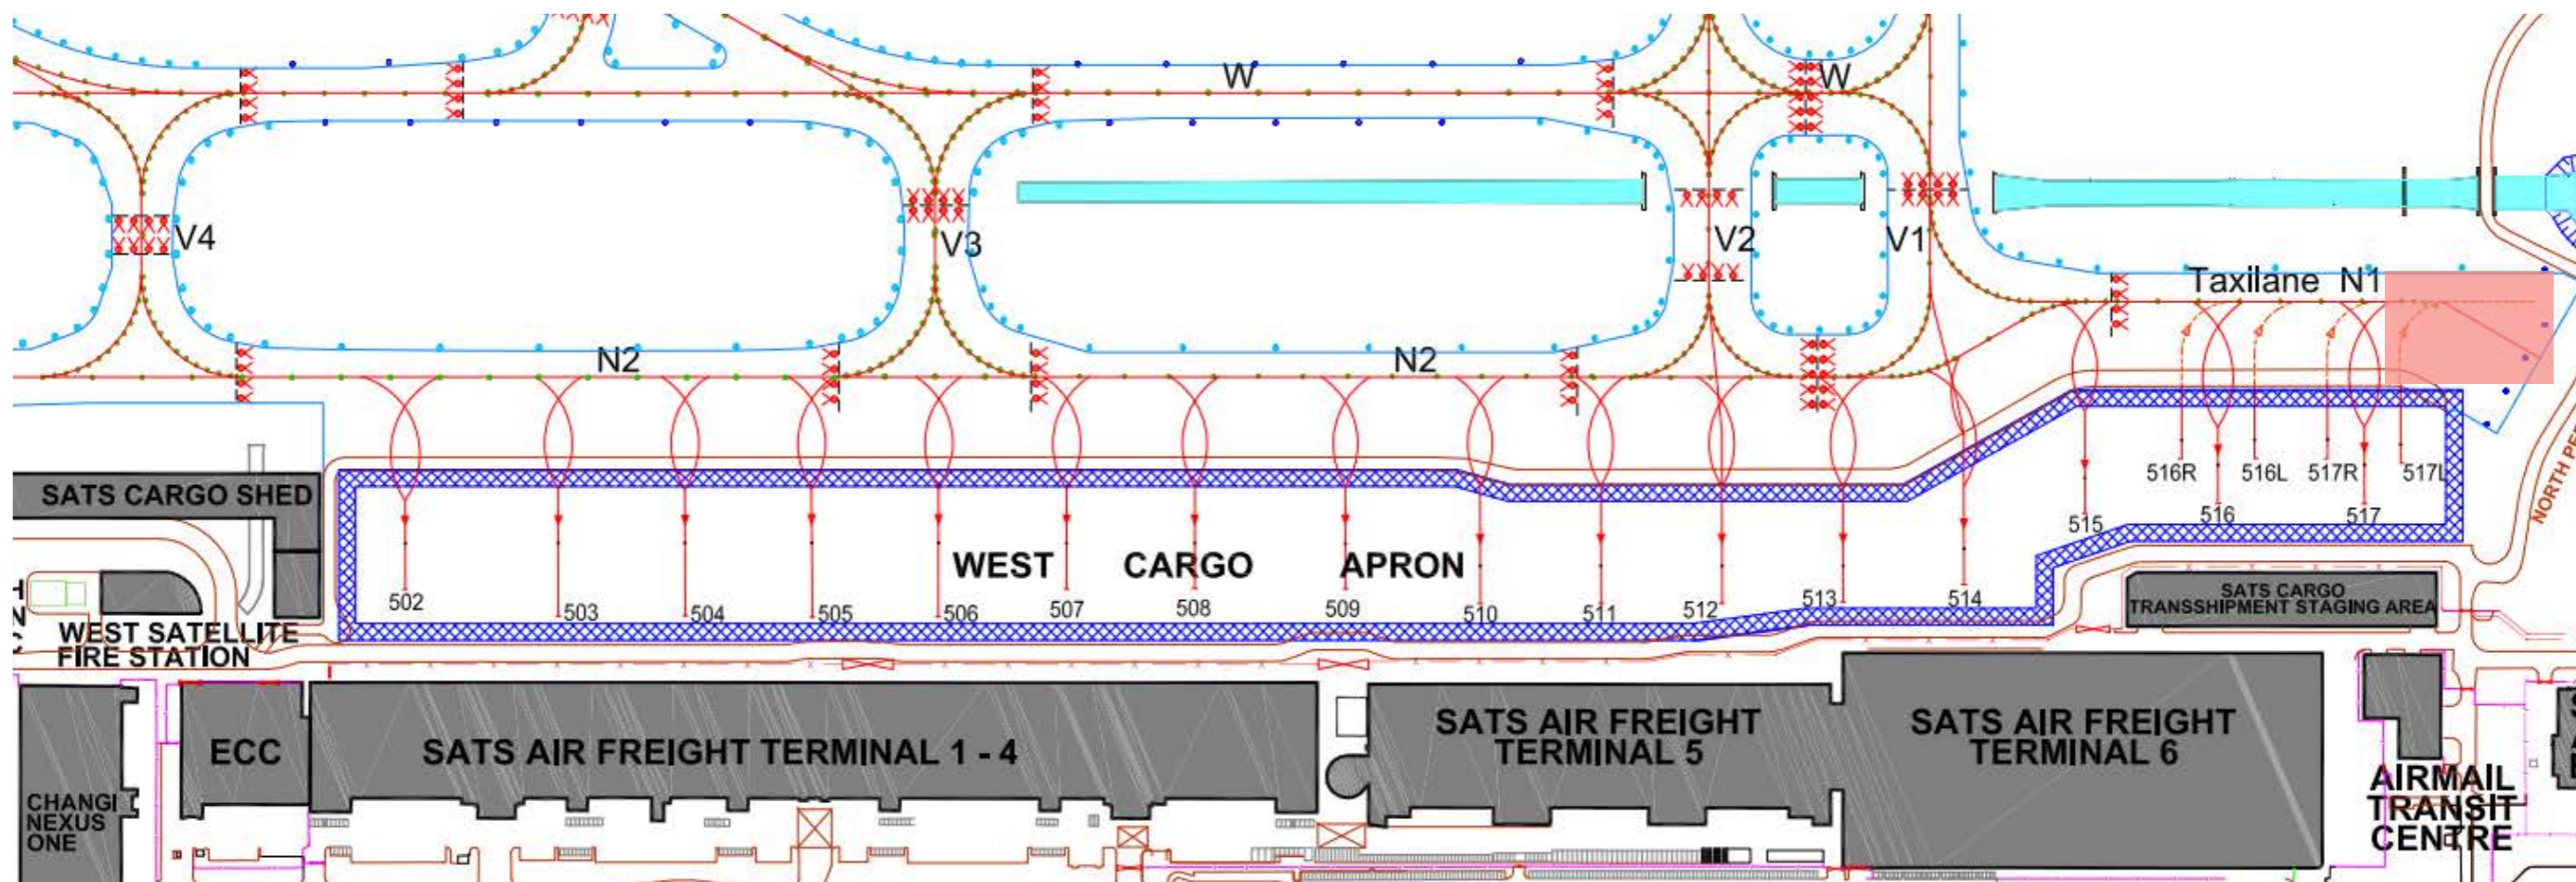 W
W
V4
V3
V2
V1
Taxilane N1
N2
N2
516R
516L
517R
517L
516
517
515
SATS CARGO SHED
WEST CARGO APRON
502
503
504
505
506
507
508
509
510
511
512
513
514
SATS CARGO
TRANSSHIPMENT STAGING AREA
WEST SATELLITE
FIRE STATION
ECC
SATS AIR FREIGHT TERMINAL 1 - 4
SATS AIR FREIGHT
TERMINAL 5
SATS AIR FREIGHT
TERMINAL 6
CHANGI
NEXUS
ONE
AIRMAIL
TRANSIT
CENTRE
NORTH